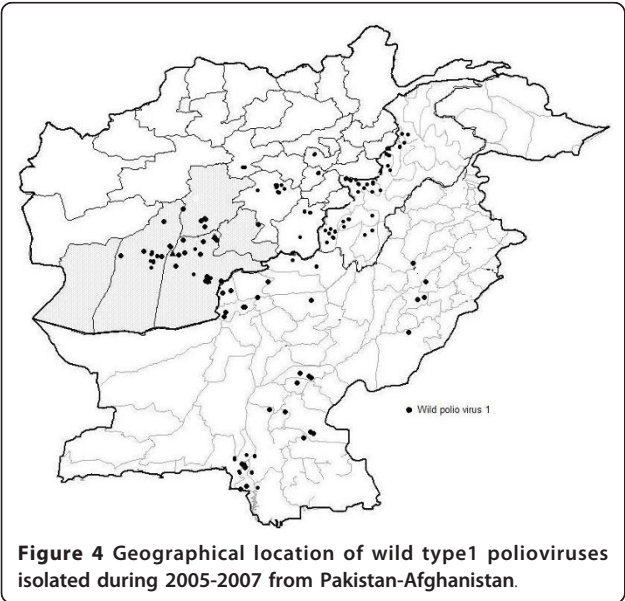 Wild polio virus 1
Figure 4 Geographical location of wild type1 polioviruses
isolated during 2005-2007 from Pakistan-Afghanistan.